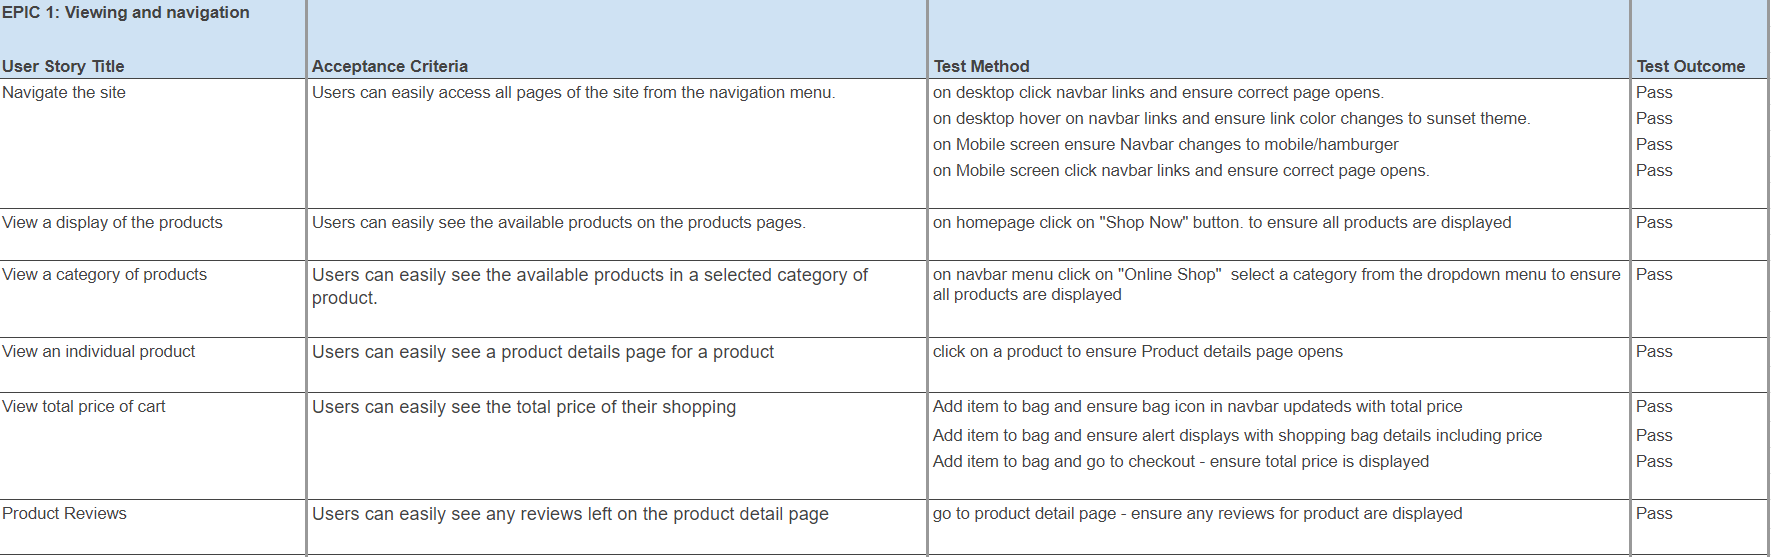 EPIC 1: Viewing and navigation
User Story Title Acceptance Criteria Test Method Test Outcome
Navigate the site Users can easily access all pages of the site from the navigation menu. on desktop click navbar links and ensure correct page opens. Pass
on desktop hover on navbar links and ensure link color changes to sunset theme. Pass
on Mobile screen ensure Navbar changes to mobile/hamburger Pass
on Mobile screen click navbar links and ensure correct page opens. Pass
View a display of the products Users can easily see the available products on the products pages. on homepage click on "Shop Now" button. to ensure all products are displayed Pass
View a category of products Users can easily see the available products in a selected category of on navbar menu click on "Online Shop"  select a category from the dropdown menu to ensure Pass
product. all products are displayed
View an individual product Users can easily see a product details page for a product click on a product to ensure Product details page opens Pass
View total price of cart Users can easily see the total price of their shopping Add item to bag and ensure bag icon in navbar updateds with total price Pass
Add item to bag and ensure alert displays with shopping bag details including price Pass
Add item to bag and go to checkout - ensure total price is displayed Pass
Product Reviews Users can easily see any reviews left on the product detail page go to product detail page - ensure any reviews for product are displayed Pass